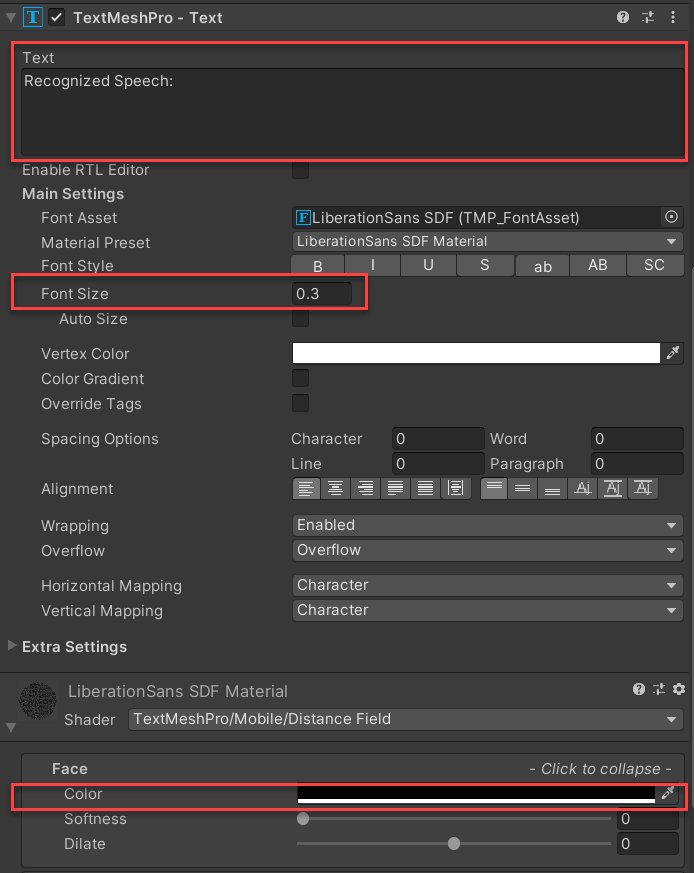 TextMeshPro - Text
Text
Recognized Speech:
Enable RTL Editor
Main Settings
Font Asset F LiberationSans SDF (TMP_FontAsset)
Material Preset LiberationSans SDF Material
Font Style B I U S ab AB SC
Font Size 0.3
Auto Size
Vertex Color
Color Gradient
Override Tags
Spacing Options Character 0 Word 0
Line 0 Paragraph 0
Alignment
Wrapping Enabled
Overflow Overflow
Horizontal Mapping Character
Vertical Mapping Character
Extra Settings
LiberationSans SDF Material
Shader TextMeshPro/Mobile/Distance Field
Face - Click to collapse -
Color
Softness 0
Dilate 0